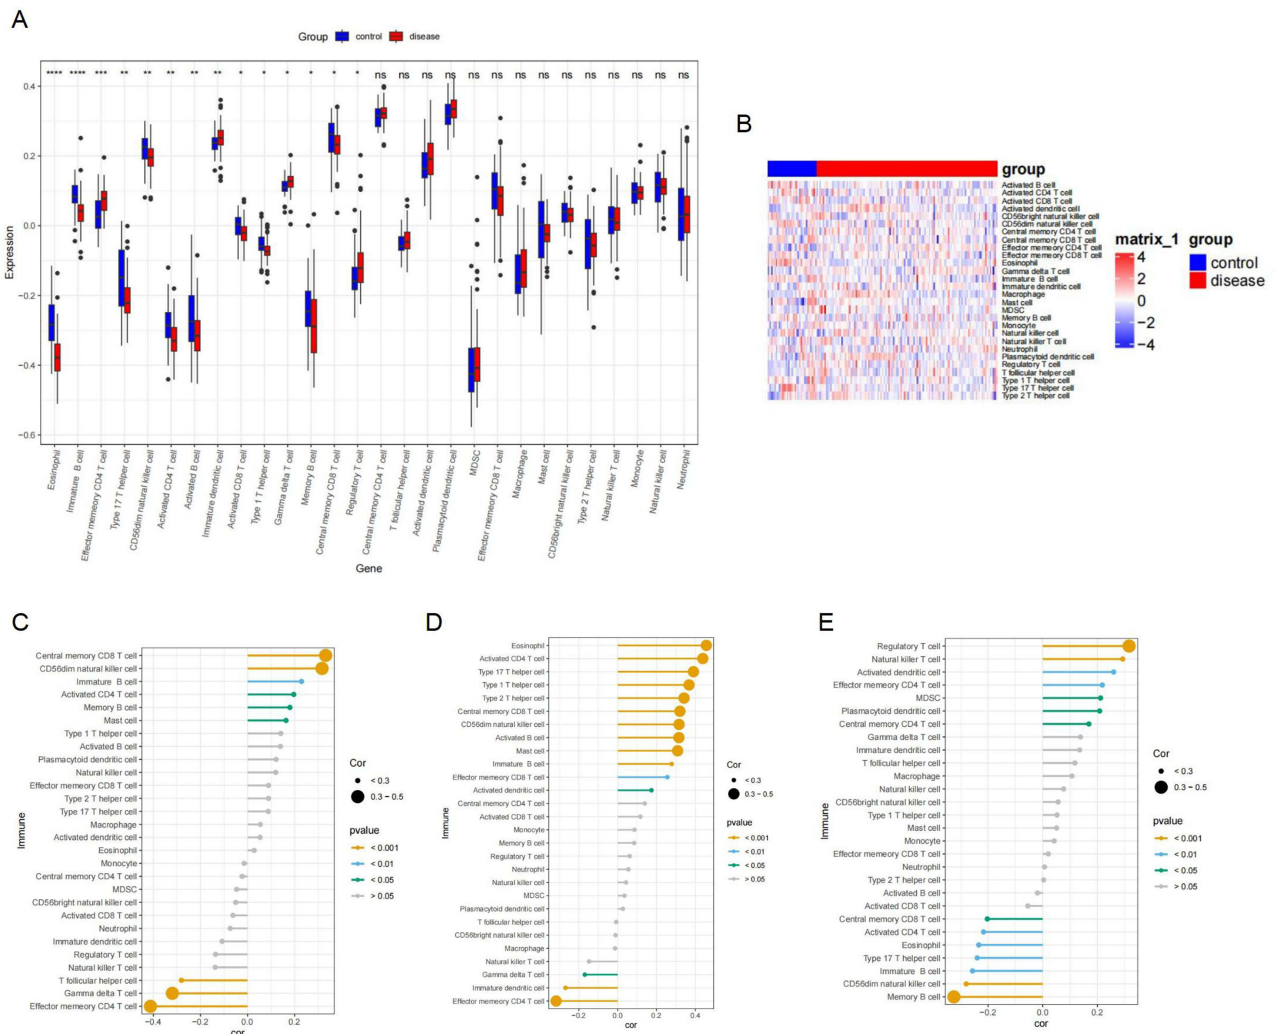 A
Group control disease
**** **** *** ** ** ** ** ** * * * * * * ns ns ns ns ns ns ns ns ns ns ns ns ns ns
Expression
0.4
0.2
0.0
−0.2
−0.4
−0.6
Eosinophil
Immature B cell
Effector memeory CD4 T cell
Type 17 T helper cell
CD56dim natural killer cell
Activated CD4 T cell
Activated B cell
Immature dendritic cell
Activated CD8 T cell
Type 1 T helper cell
Gamma delta T cell
Memory B cell
Central memory CD8 T cell
Regulatory T cell
Central memory CD4 T cell
T follicular helper cell
Activated dendritic cell
Plasmacytoid dendritic cell
MDSC
Effector memeory CD8 T cell
Macrophage
Mast cell
CD56bright natural killer cell
Type 2 T helper cell
Natural killer T cell
Monocyte
Natural killer cell
Neutrophil
Gene
B
group
Activated B cell
Activated CD4 T cell
Activated CD8 T cell
Activated dendritic cell
CD56bright natural killer cell
CD56dim natural killer cell
Central memory CD4 T cell
Central memory CD8 T cell
Effector memeory CD4 T cell
Effector memeory CD8 T cell
Eosinophil
Gamma delta T cell
Immature B cell
Immature dendritic cell
Macrophage
Mast cell
MDSC
Memory B cell
Monocyte
Natural killer cell
Natural killer T cell
Neutrophil
Plasmacytoid dendritic cell
Regulatory T cell
T follicular helper cell
Type 1 T helper cell
Type 17 T helper cell
Type 2 T helper cell
matrix_1
4
2
0
−2
−4
group
control
disease
C
Immune
Central memory CD8 T cell
CD56dim natural killer cell
Immature B cell
Activated CD4 T cell
Memory B cell
Mast cell
Type 1 T helper cell
Activated B cell
Plasmacytoid dendritic cell
Natural killer cell
Effector memeory CD8 T cell
Type 2 T helper cell
Type 17 T helper cell
Macrophage
Activated dendritic cell
Eosinophil
Monocyte
Central memory CD4 T cell
MDSC
CD56bright natural killer cell
Activated CD8 T cell
Neutrophil
Immature dendritic cell
Regulatory T cell
Natural killer T cell
T follicular helper cell
Gamma delta T cell
Effector memeory CD4 T cell
−0.4 −0.2 0.0 0.2
cor
Cor
< 0.3
0.3 − 0.5
pvalue
< 0.001
< 0.01
< 0.05
> 0.05
D
Immune
Eosinophil
Activated CD4 T cell
Type 17 T helper cell
Type 1 T helper cell
Type 2 T helper cell
Central memory CD8 T cell
CD56dim natural killer cell
Activated B cell
Mast cell
Immature B cell
Effector memeory CD8 T cell
Activated dendritic cell
Central memory CD4 T cell
Activated CD8 T cell
Monocyte
Memory B cell
Regulatory T cell
Neutrophil
Natural killer cell
MDSC
Plasmacytoid dendritic cell
T follicular helper cell
CD56bright natural killer cell
Macrophage
Natural killer T cell
Gamma delta T cell
Immature dendritic cell
Effector memeory CD4 T cell
−0.2 0.0 0.2 0.4
cor
Cor
< 0.3
0.3 − 0.5
pvalue
< 0.001
< 0.01
< 0.05
> 0.05
E
Immune
Regulatory T cell
Natural killer T cell
Activated dendritic cell
Effector memeory CD4 T cell
MDSC
Plasmacytoid dendritic cell
Central memory CD4 T cell
Gamma delta T cell
Immature dendritic cell
T follicular helper cell
Macrophage
Natural killer cell
CD56bright natural killer cell
Type 1 T helper cell
Mast cell
Monocyte
Effector memeory CD8 T cell
Neutrophil
Type 2 T helper cell
Activated B cell
Activated CD8 T cell
Central memory CD8 T cell
Activated CD4 T cell
Eosinophil
Type 17 T helper cell
Immature B cell
CD56dim natural killer cell
Memory B cell
−0.2 0.0 0.2
cor
Cor
< 0.3
0.3 − 0.5
pvalue
< 0.001
< 0.01
< 0.05
> 0.05